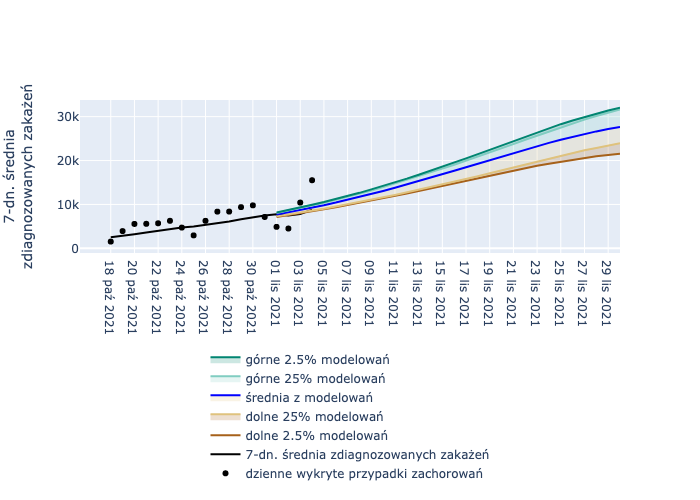 7-dn. średnia
zdiagnozowanych zakażeń
30k
20k
10k
0
18 paź 2021
20 paź 2021
22 paź 2021
24 paź 2021
26 paź 2021
28 paź 2021
30 paź 2021
01 lis 2021
03 lis 2021
05 lis 2021
07 lis 2021
09 lis 2021
11 lis 2021
13 lis 2021
15 lis 2021
17 lis 2021
19 lis 2021
21 lis 2021
23 lis 2021
25 lis 2021
27 lis 2021
29 lis 2021
górne 2.5% modelowań
górne 25% modelowań
średnia z modelowań
dolne 25% modelowań
dolne 2.5% modelowań
7-dn. średnia zdiagnozowanych zakażeń
dzienne wykryte przypadki zachorowań